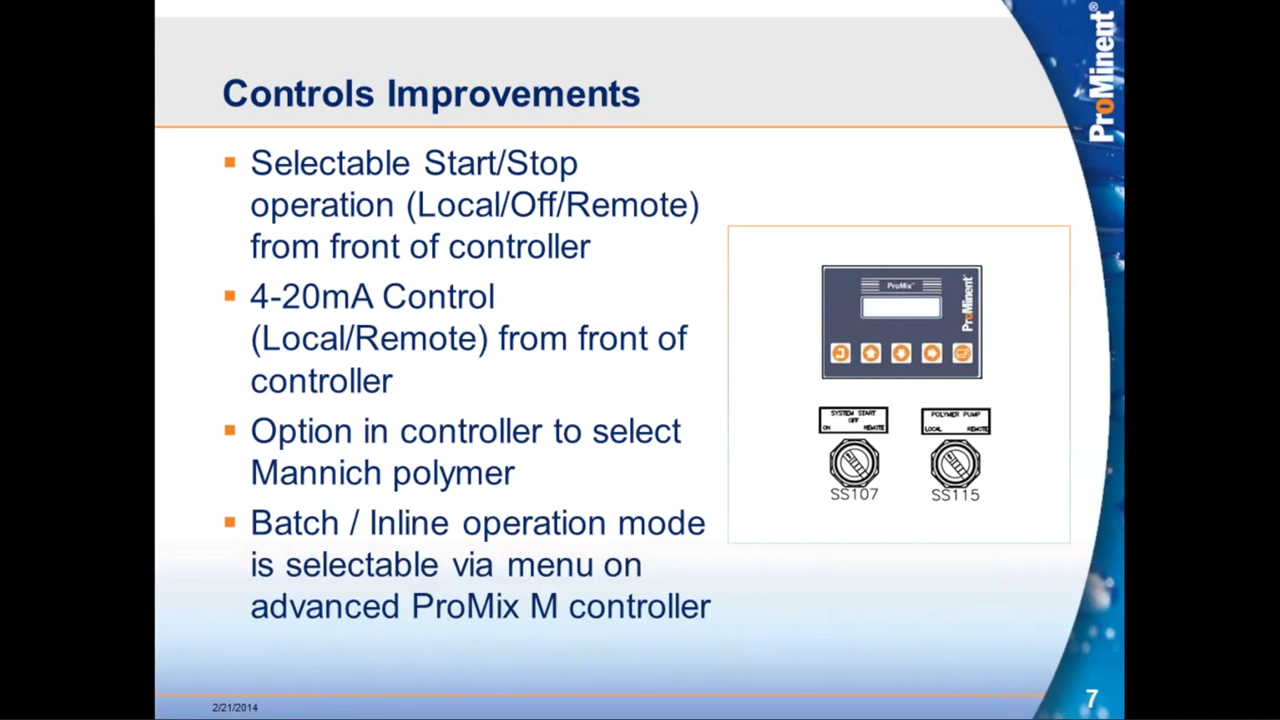 Controls Improvements
Selectable Start/Stop
operation (Local/Off/Remote)
from front of controller
4-20mA Control
(Local/Remote) from front of
controller
Option in controller to select
Mannich polymer
Batch / Inline operation mode
is selectable via menu on
advanced ProMix M controller
ProMinent®
ProMix™
ProMinent
SYSTEM START
OFF
ON REMOTE
POLYMER PUMP
LOCAL REMOTE
SS107
SS115
2/21/2014
7